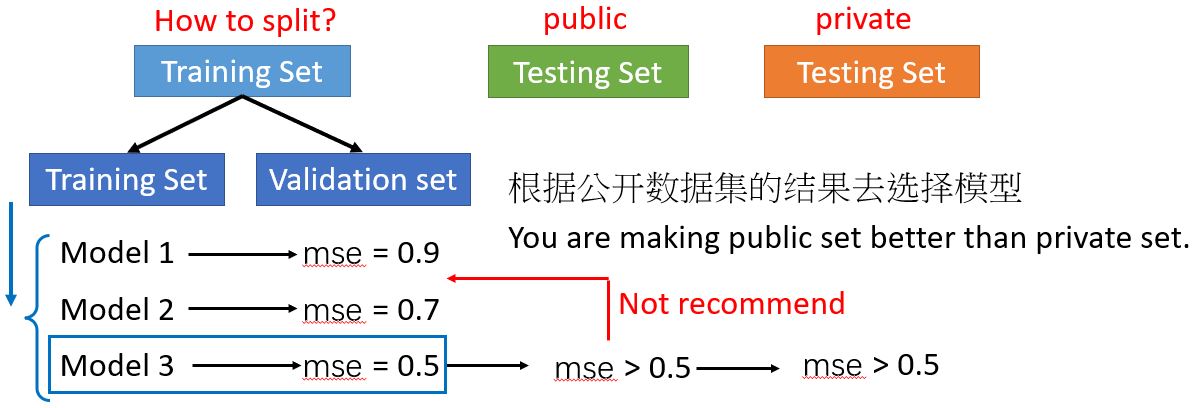 How to split?
public
private
Training Set
Testing Set
Testing Set
Training Set
Validation set
根据公开数据集的结果去选择模型
You are making public set better than private set.
Model 1
mse = 0.9
Model 2
mse = 0.7
Not recommend
Model 3
mse = 0.5
mse > 0.5
mse > 0.5